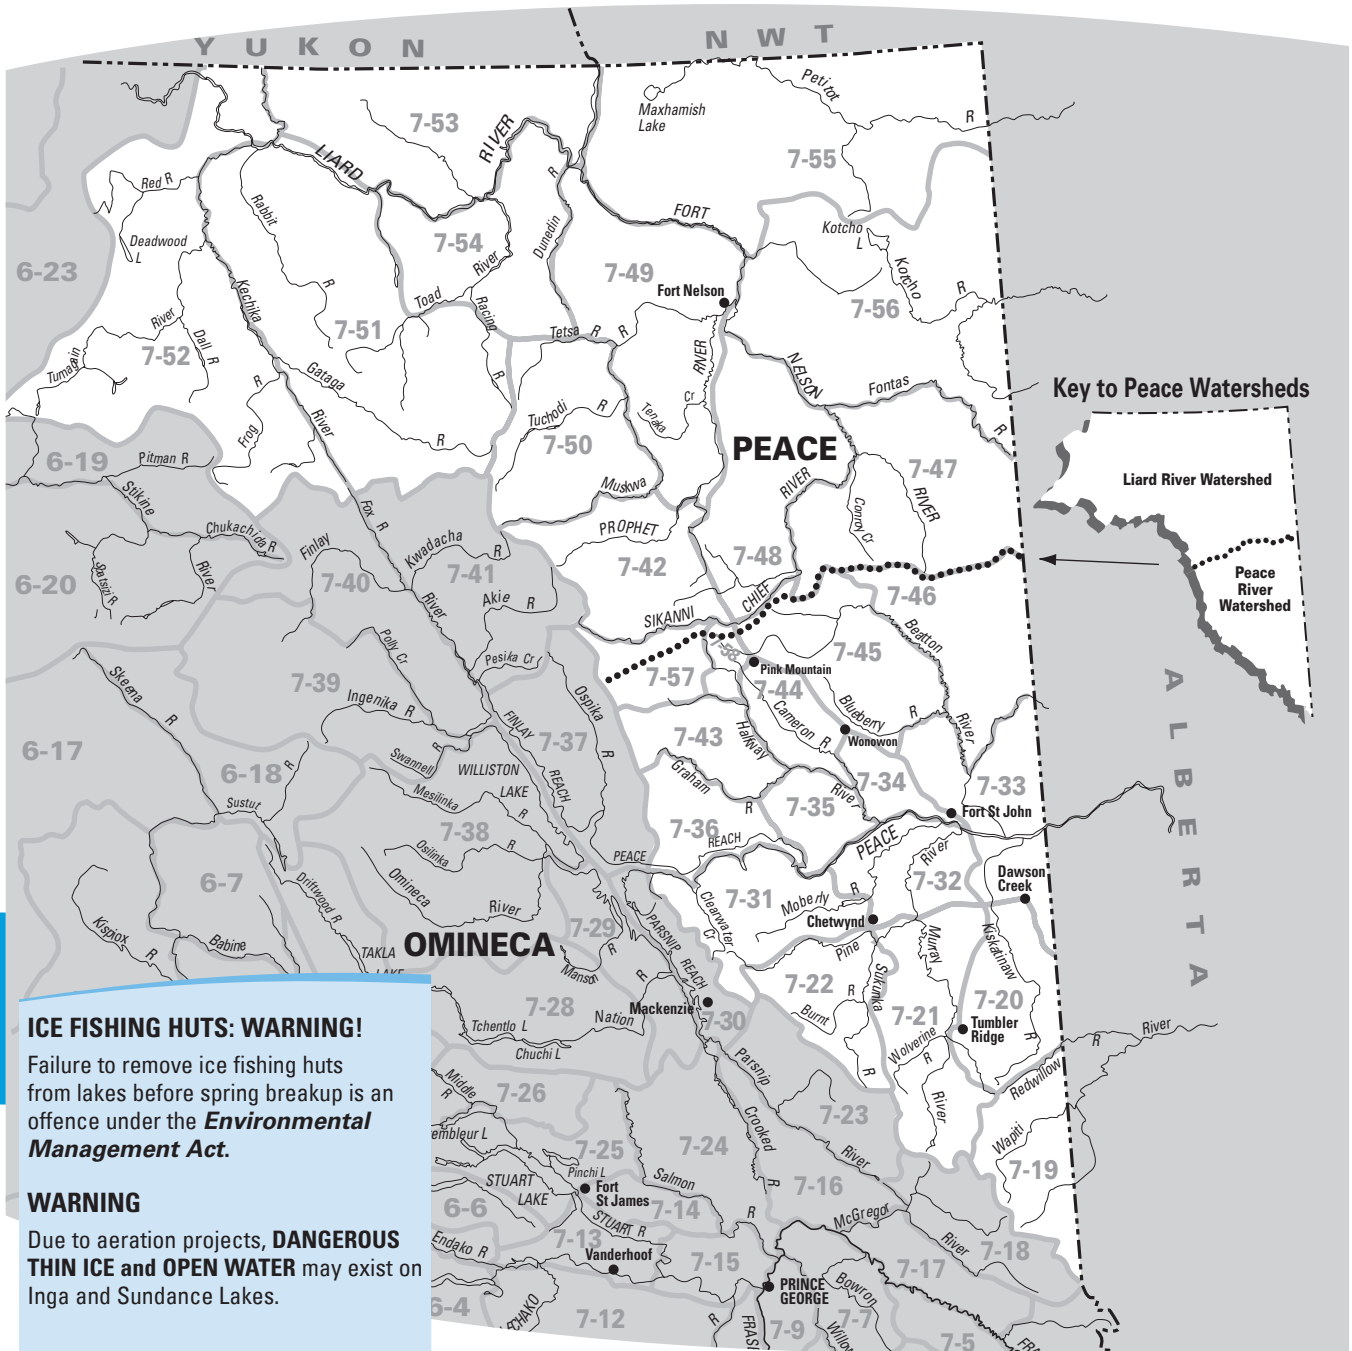 YUKON
NWT
Petitot
R
Maxhamish
Lake
7-53
7-55
LIARD
RIVER
Red R
Rabbit
R
Deadwood
L
7-54
Dunedin
R
FORT
Kotcho
L
Kotcho
R
6-23
Kechika
River
Toad
River
Racing
R
7-49
Fort Nelson
7-56
7-51
Tetsa R
R
RIVER
NELSON
River
Dall R
7-52
Turnagain
Gataga
R
Key to Peace Watersheds
Fontas
R
Frog
R
Tuchodi
R
Tenaka
Cr
7-50
PEACE
6-19
Pitman R
7-47
Liard River Watershed
Stikine
Muskwa
RIVER
Conroy Cr
RIVER
Fox R
Chukachida R
Finlay
Kwadacha
R
PROPHET
7-48
7-42
Peace
River
Watershed
6-20
Spatsizi R
River
7-40
7-41
Akie R
River
SIKANNI
CHIEF
7-46
Beatton
Polly Cr
Pesika Cr
7-58
Pink Mountain
7-45
7-57
7-44
Skeena
R
7-39
Ingenika R
Ospika
R
Blueberry
R
River
Cameron
R
Wonowon
6-17
FINLAY
REACH
7-37
7-43
Halfway
River
ALBERTA
6-18
R
Swannell
R
WILLISTON
LAKE
Graham
R
7-34
7-33
Sustut
Mesilinka
R
7-35
Fort St John
7-38
7-36
REACH
PEACE
Osilinka
R
PEACE
River
6-7
Driftwood R
Omineca
River
7-31
Moberly
R
7-32
Dawson
Creek
Clearwater
Cr
Chetwynd
Kispiox
R
Babine
TAKLA
LAKE
OMINECA
7-29
PARSNIP
REACH
Pine
Murray
Kiskatinaw
R
Manson
R
7-22
Sukunka
R
7-28
Nation
R
Mackenzie
7-30
Burnt
R
7-21
7-20
Tumbler
Ridge
Tchentlo L
Chuchi L
Wolverine
R
River
Redwillow
R
River
ICE FISHING HUTS: WARNING!
Failure to remove ice fishing huts
from lakes before spring breakup is an
offence under the Environmental
Management Act.
WARNING
Due to aeration projects, DANGEROUS
THIN ICE and OPEN WATER may exist on
Inga and Sundance Lakes.
Middle
R
7-26
Parsnip
River
7-23
Crooked
R
embleur L
7-25
7-24
Wapiti
7-19
Pinchi L
STUART
LAKE
Fort
St James
Salmon
R
7-16
6-6
7-14
STUART R
McGregor
River
7-18
Endako R
7-13
Vanderhoof
7-15
7-17
PRINCE
GEORGE
Bowron
6-4
ECHAKO
7-12
R
FRASE
7-9
Willow
7-7
7-5
FRA